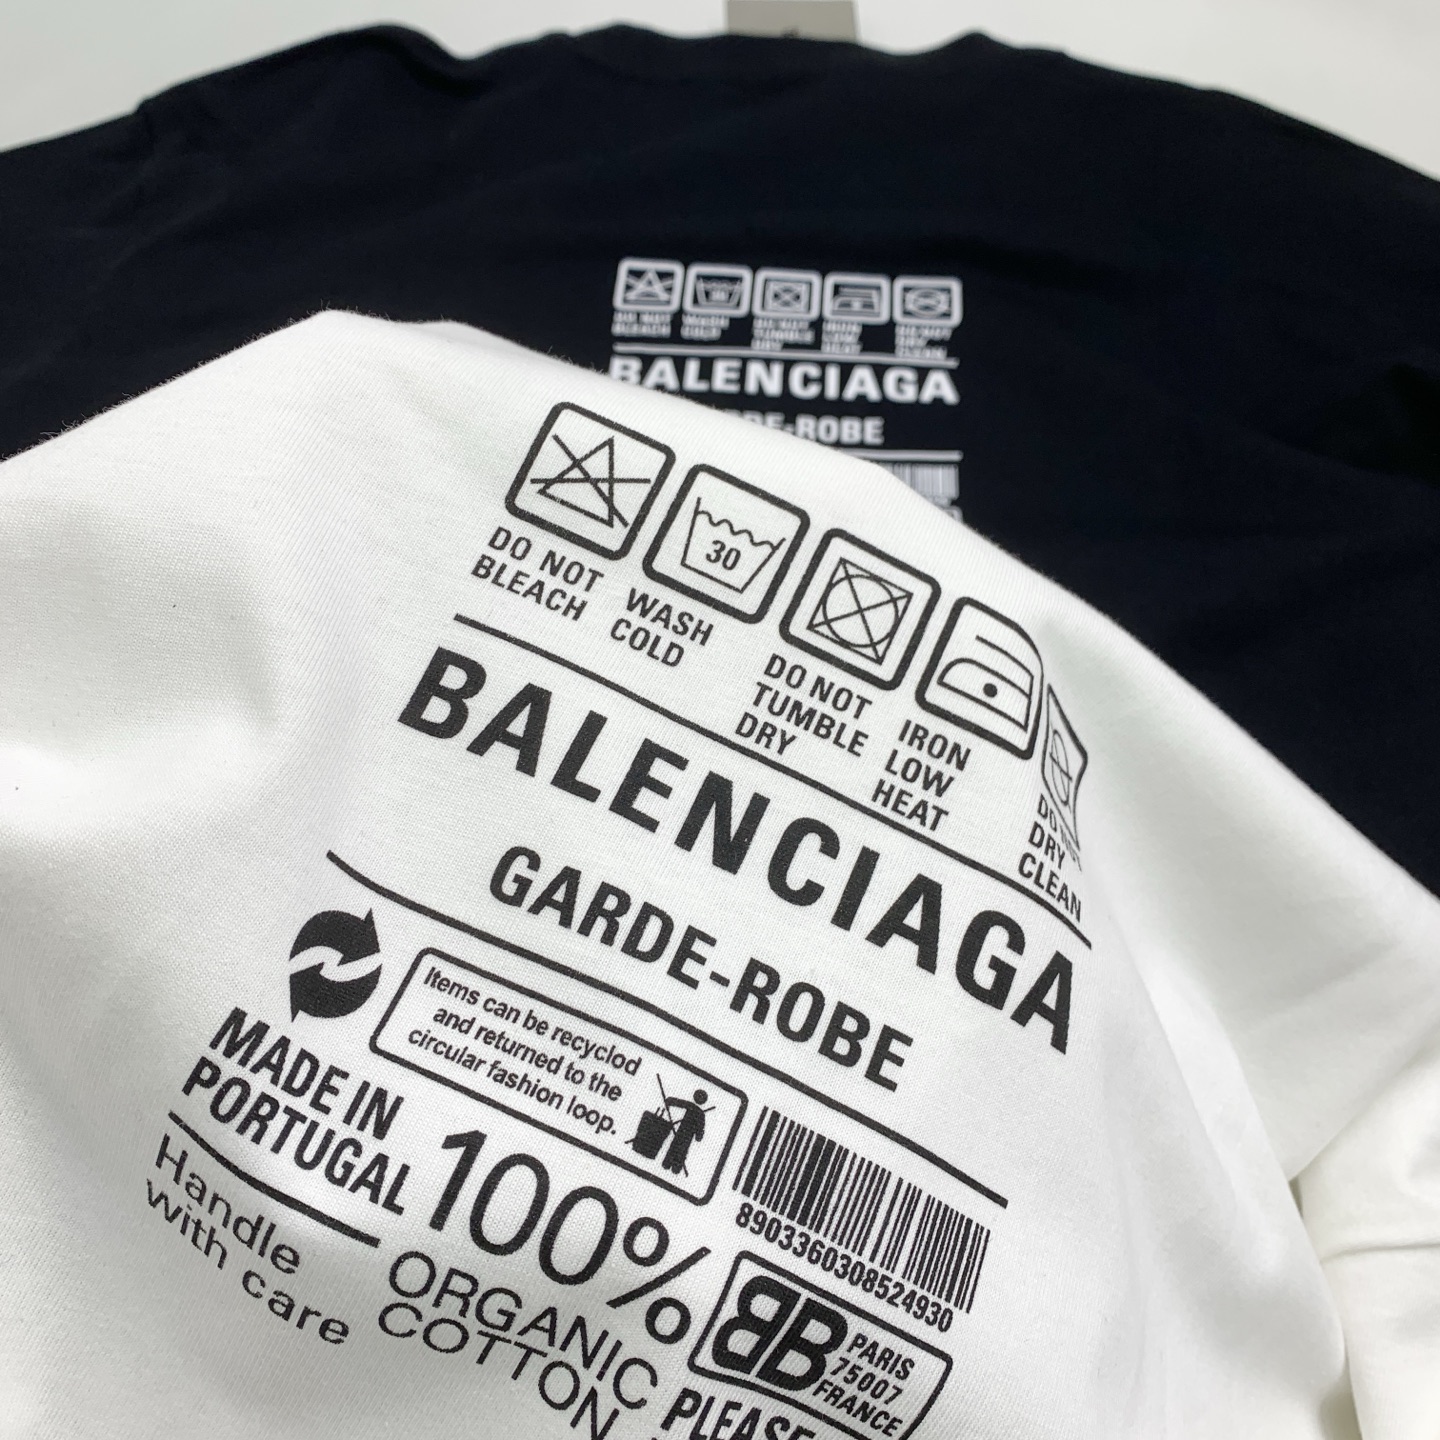 BALENCIAGA
-ROBE
DO NOT
BLEACH
30
WASH
COLD
DO NOT
TUMBLE
DRY
IRON
LOW
HEAT
DRY
CLEAN
BALENCIAGA
GARDE-ROBE
Items can be recyclod
and returned to the
circular fashion loop.
MADE IN
PORTUGAL
Handle
with care
100%
ORGANIC
COTTON
8903360308524930
BB
PARIS
75007
FRANCE
PLEASE